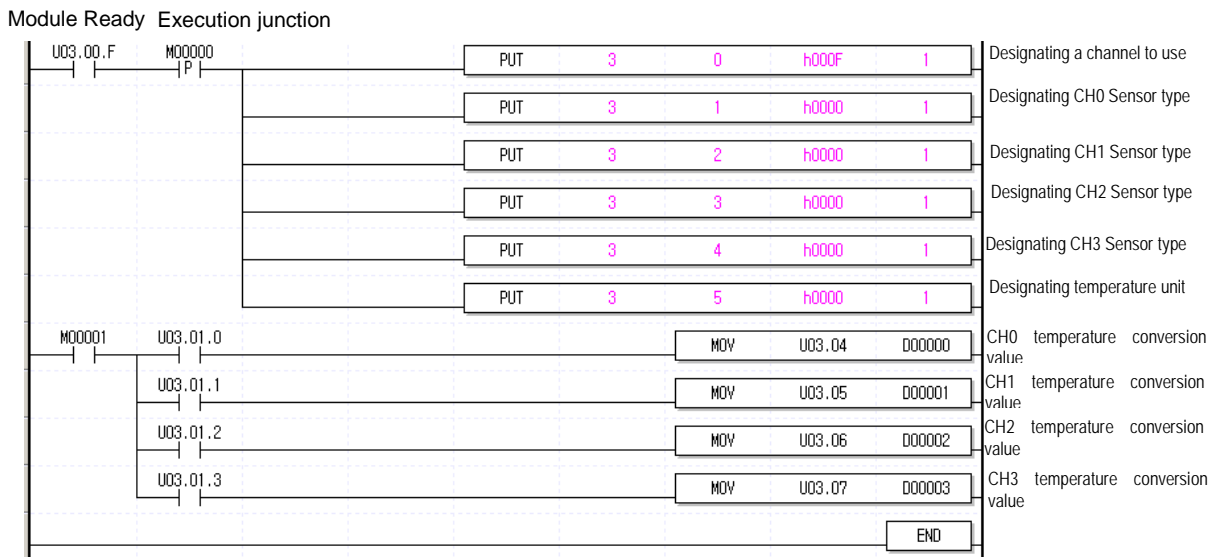 Module Ready Execution junction
U03.00.F M00000
P
PUT 3 0 h000F 1 Designating a channel to use
PUT 3 1 h0000 1 Designating CH0 Sensor type
PUT 3 2 h0000 1 Designating CH1 Sensor type
PUT 3 3 h0000 1 Designating CH2 Sensor type
PUT 3 4 h0000 1 Designating CH3 Sensor type
PUT 3 5 h0000 1 Designating temperature unit
M00001 U03.01.0
MOV U03.04 D00000 CH0 temperature conversion
value
U03.01.1
MOV U03.05 D00001 CH1 temperature conversion
value
U03.01.2
MOV U03.06 D00002 CH2 temperature conversion
value
U03.01.3
MOV U03.07 D00003 CH3 temperature conversion
value
END